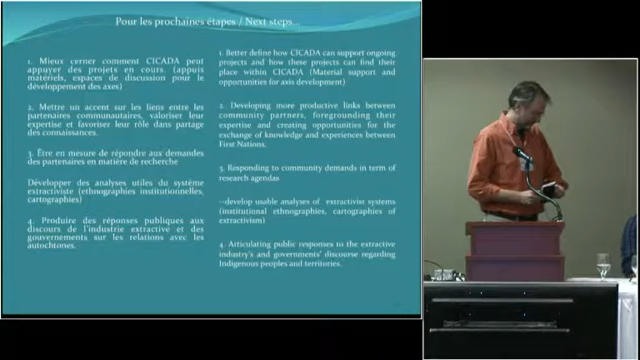 Pour les prochaines étapes / Next steps...
1. Mieux cerner comment CICADA peut
appuyer des projets en cours. (appuis
matériels, espaces de discussion pour le
développement des axes)
2. Mettre un accent sur les liens entre les
partenaires communautaires, valoriser leur
expertise et favoriser leur rôle dans partage
des connaissances.
3. Être en mesure de répondre aux demandes
des partenaires en matière de recherche
Développer des analyses utiles du système
extractiviste (ethnographies institutionnelles,
cartographies)
4. Produire des réponses publiques aux
discours de l'industrie extractive et des
gouvernements sur les relations avec les
autochtones.
1. Better define how CICADA can support ongoing
projects and how these projects can find their
place within CICADA (Material support and
opportunities for axis development)
2. Developing more productive links between
community partners, foregrounding their
expertise and creating opportunities for the
exchange of knowledge and experiences between
First Nations.
3. Responding to community demands in term of
research agendas
--develop usable analyses of extractivist systems
(institutional ethnographies, cartographies of
extractivism)
4. Articulating public responses to the extractive
industry's and governments' discourse regarding
Indigenous peoples and territories.